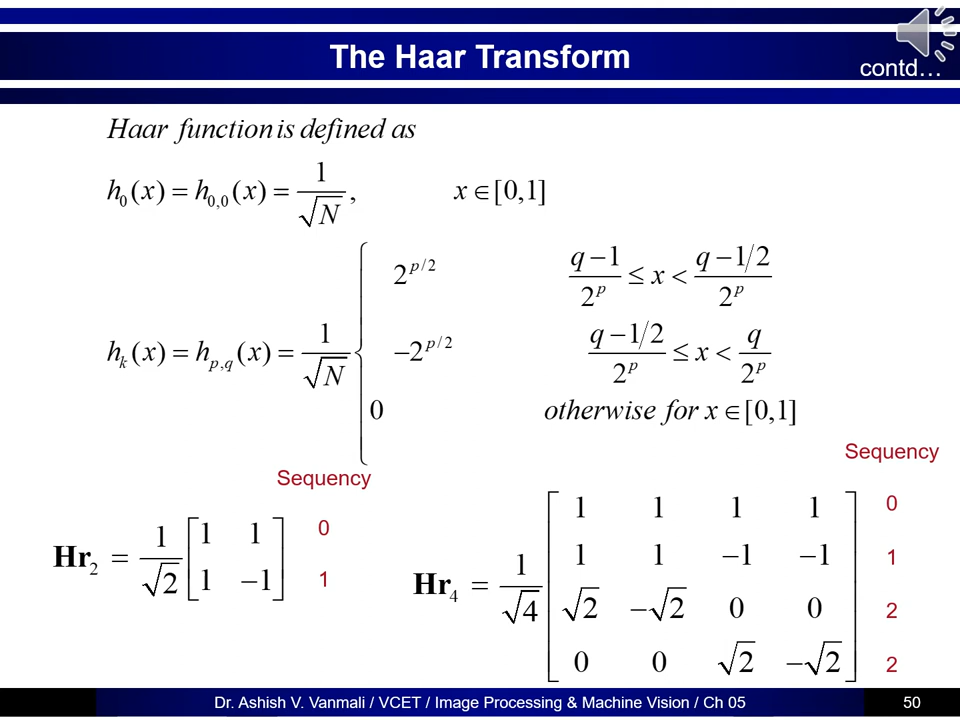 The Haar Transform
contd…
Haar function is defined as
h₀(x) = h₀,₀(x) = 1/√N, x ∈ [0,1]
hₖ(x) = hₚ,q(x) = 1/√N { 2^{p/2} (q−1)/2^p ≤ x < (q−1/2)/2^p
−2^{p/2} (q−1/2)/2^p ≤ x < q/2^p
0 otherwise for x ∈ [0,1]
Sequency
Hr₂ = 1/√2 [
1 1 0
1 −1 1
]
Sequency
Hr₄ = 1/√4 [
1 1 1 1 0
1 1 −1 −1 1
√2 −√2 0 0 2
0 0 √2 −√2 2
]
Dr. Ashish V. Vanmali / VCET / Image Processing & Machine Vision / Ch 05
50